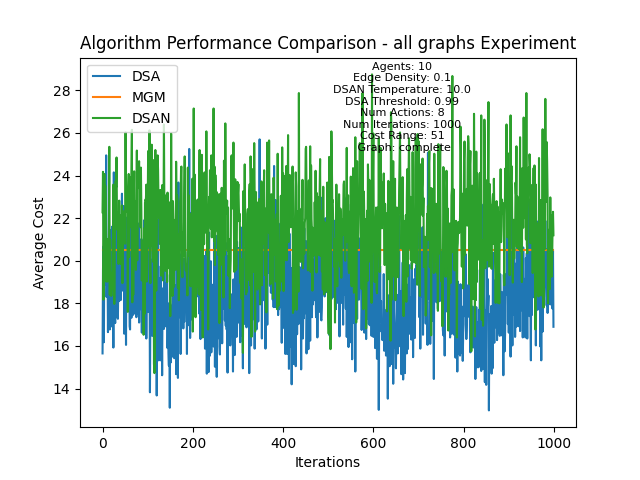 Algorithm Performance Comparison - all graphs Experiment
DSA
MGM
DSAN
Agents: 10
Edge Density: 0.1
DSAN Temperature: 10.0
DSA Threshold: 0.99
Num Actions: 8
Num Iterations: 1000
Cost Range: 51
Graph: complete
Average Cost
28
26
24
22
20
18
16
14
0
200
400
600
800
1000
Iterations